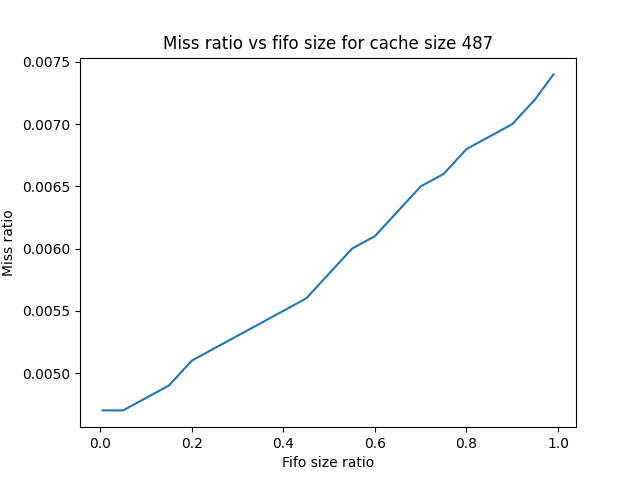 Miss ratio vs fifo size for cache size 487
0.0075
0.0070
0.0065
0.0060
0.0055
0.0050
Miss ratio
0.0 0.2 0.4 0.6 0.8 1.0
Fifo size ratio